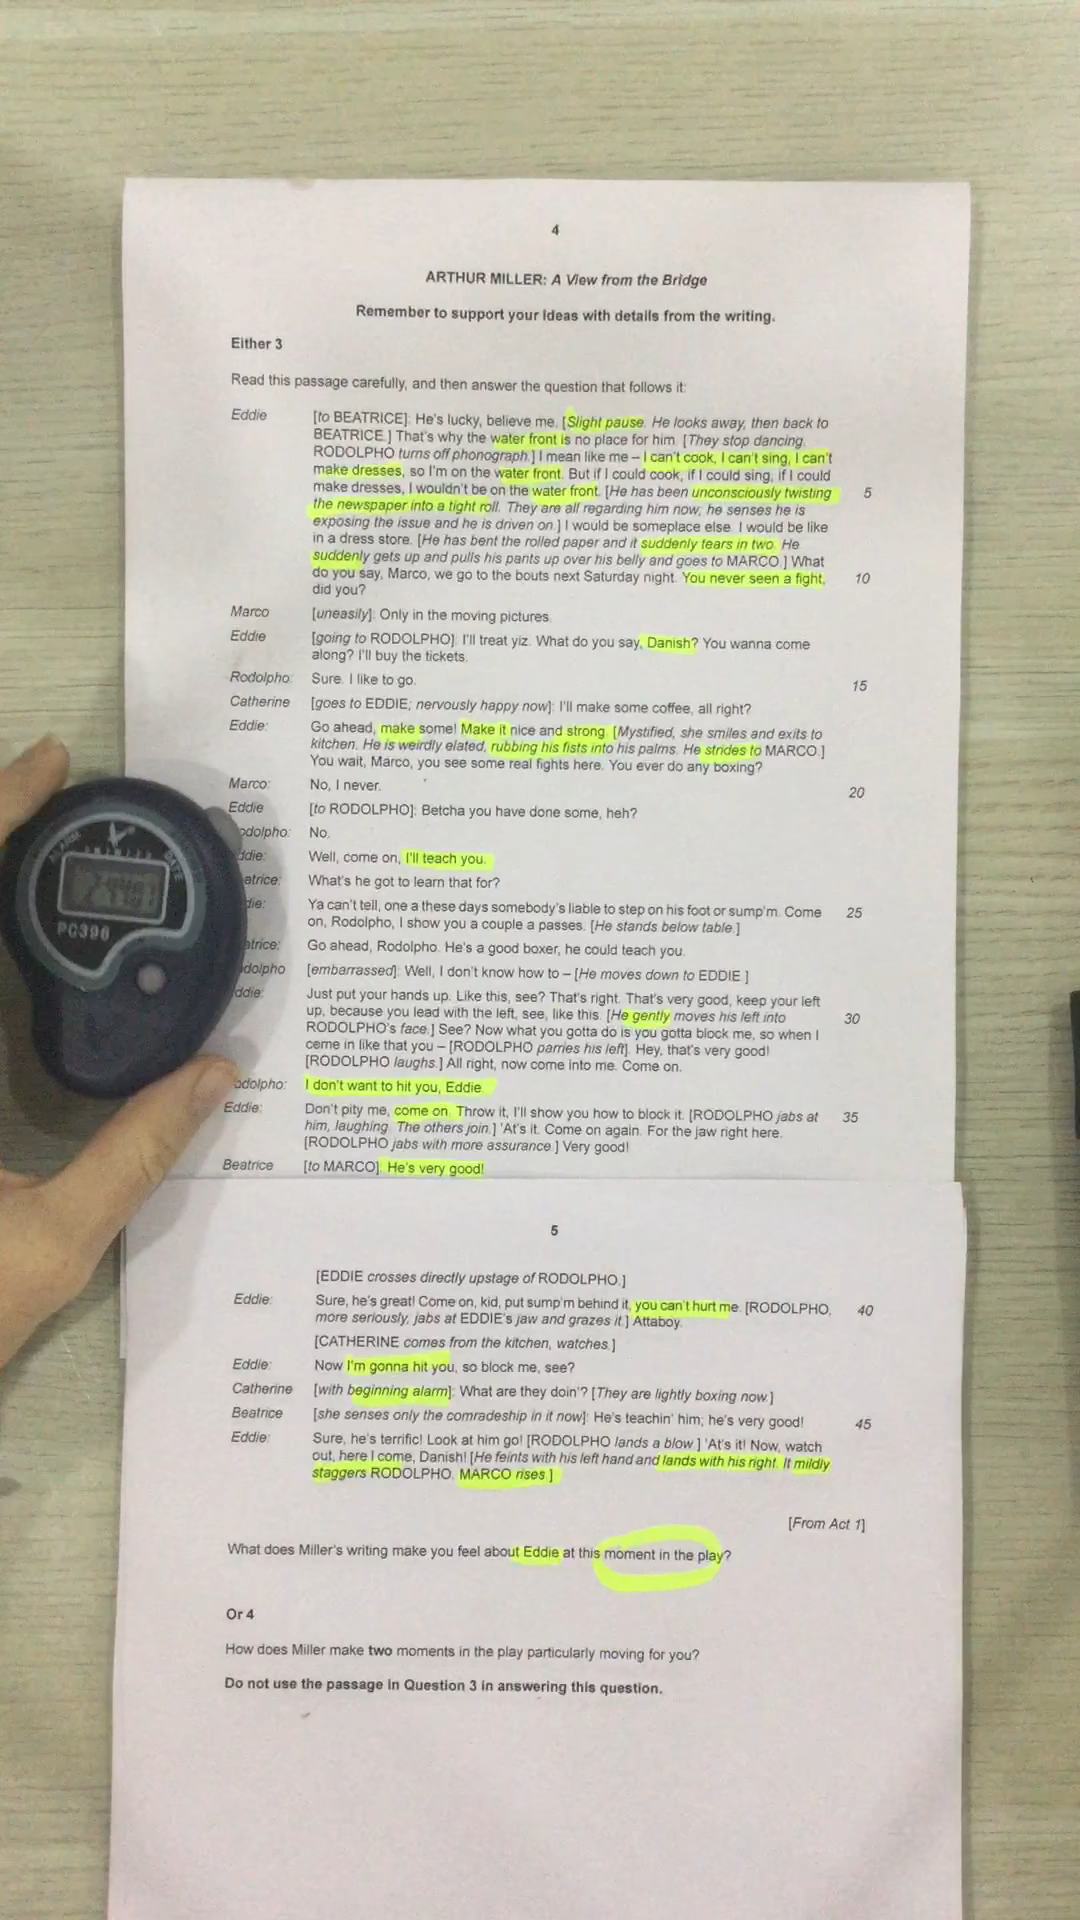 4
ARTHUR MILLER: A View from the Bridge
Remember to support your ideas with details from the writing.
Either 3
Read this passage carefully, and then answer the question that follows it:
Eddie [to BEATRICE]: He's lucky, believe me. [Slight pause. He looks away, then back to
BEATRICE.] That's why the water front is no place for him. [They stop dancing.
RODOLPHO turns off phonograph.] I mean like me – I can't cook, I can't sing, I can't
make dresses, so I'm on the water front. But if I could cook, if I could sing, if I could
make dresses, I wouldn't be on the water front. [He has been unconsciously twisting 5
the newspaper into a tight roll. They are all regarding him now; he senses he is
exposing the issue and he is driven on.] I would be someplace else. I would be like
in a dress store. [He has bent the rolled paper and it suddenly tears in two. He
suddenly gets up and pulls his pants up over his belly and goes to MARCO.] What
do you say, Marco, we go to the bouts next Saturday night. You never seen a fight, 10
did you?
Marco [uneasily]: Only in the moving pictures.
Eddie [going to RODOLPHO]: I'll treat yiz. What do you say, Danish? You wanna come
along? I'll buy the tickets.
Rodolpho: Sure. I like to go. 15
Catherine [goes to EDDIE; nervously happy now]: I'll make some coffee, all right?
Eddie: Go ahead, make some! Make it nice and strong. [Mystified, she smiles and exits to
kitchen. He is weirdly elated, rubbing his fists into his palms. He strides to MARCO.]
You wait, Marco, you see some real fights here. You ever do any boxing?
Marco: No, I never. 20
Eddie [to RODOLPHO]: Betcha you have done some, heh?
odolpho: No.
ddie: Well, come on, I'll teach you.
atrice: What's he got to learn that for?
die: Ya can't tell, one a these days somebody's liable to step on his foot or sump'm. Come 25
on, Rodolpho, I show you a couple a passes. [He stands below table.]
atrice: Go ahead, Rodolpho. He's a good boxer, he could teach you.
dolpho [embarrassed]: Well, I don't know how to – [He moves down to EDDIE.]
ddie: Just put your hands up. Like this, see? That's right. That's very good, keep your left
up, because you lead with the left, see, like this. [He gently moves his left into 30
RODOLPHO's face.] See? Now what you gotta do is you gotta block me, so when I
come in like that you – [RODOLPHO parries his left]. Hey, that's very good!
[RODOLPHO laughs.] All right, now come into me. Come on.
odolpho: I don't want to hit you, Eddie.
Eddie: Don't pity me, come on. Throw it, I'll show you how to block it. [RODOLPHO jabs at 35
him, laughing. The others join.] 'At's it. Come on again. For the jaw right here.
[RODOLPHO jabs with more assurance.] Very good!
Beatrice [to MARCO]: He's very good!
5
[EDDIE crosses directly upstage of RODOLPHO.]
Eddie: Sure, he's great! Come on, kid, put sump'm behind it, you can't hurt me. [RODOLPHO, 40
more seriously, jabs at EDDIE's jaw and grazes it.] Attaboy.
[CATHERINE comes from the kitchen, watches.]
Eddie: Now I'm gonna hit you, so block me, see?
Catherine [with beginning alarm]: What are they doin'? [They are lightly boxing now.]
Beatrice [she senses only the comradeship in it now]: He's teachin' him; he's very good! 45
Eddie: Sure, he's terrific! Look at him go! [RODOLPHO lands a blow.] 'At's it! Now, watch
out, here I come, Danish! [He feints with his left hand and lands with his right. It mildly
staggers RODOLPHO. MARCO rises.]
[From Act 1]
What does Miller's writing make you feel about Eddie at this moment in the play?
Or 4
How does Miller make two moments in the play particularly moving for you?
Do not use the passage in Question 3 in answering this question.
ALARM
DATE
PC396